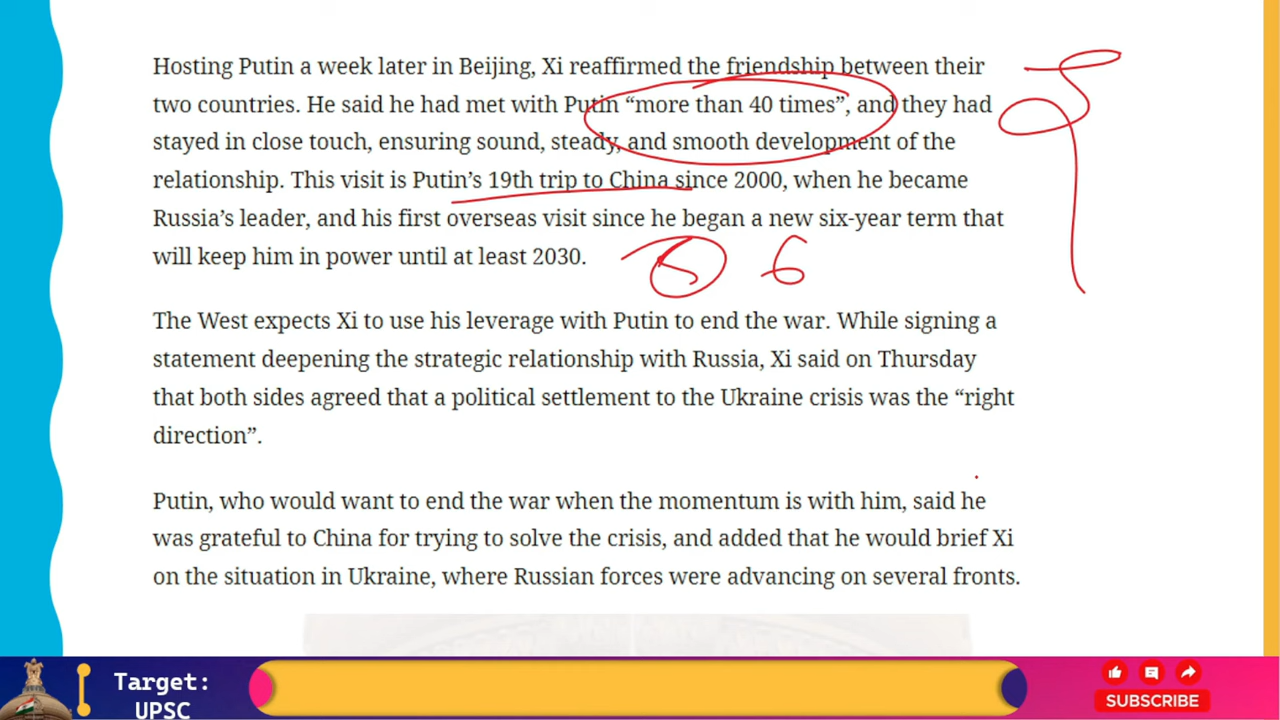 Hosting Putin a week later in Beijing, Xi reaffirmed the friendship between their
two countries. He said he had met with Putin “more than 40 times”, and they had
stayed in close touch, ensuring sound, steady, and smooth development of the
relationship. This visit is Putin’s 19th trip to China since 2000, when he became
Russia’s leader, and his first overseas visit since he began a new six-year term that
will keep him in power until at least 2030.
5 6
The West expects Xi to use his leverage with Putin to end the war. While signing a
statement deepening the strategic relationship with Russia, Xi said on Thursday
that both sides agreed that a political settlement to the Ukraine crisis was the “right
direction”.
Putin, who would want to end the war when the momentum is with him, said he
was grateful to China for trying to solve the crisis, and added that he would brief Xi
on the situation in Ukraine, where Russian forces were advancing on several fronts.
Target:
UPSC
SUBSCRIBE